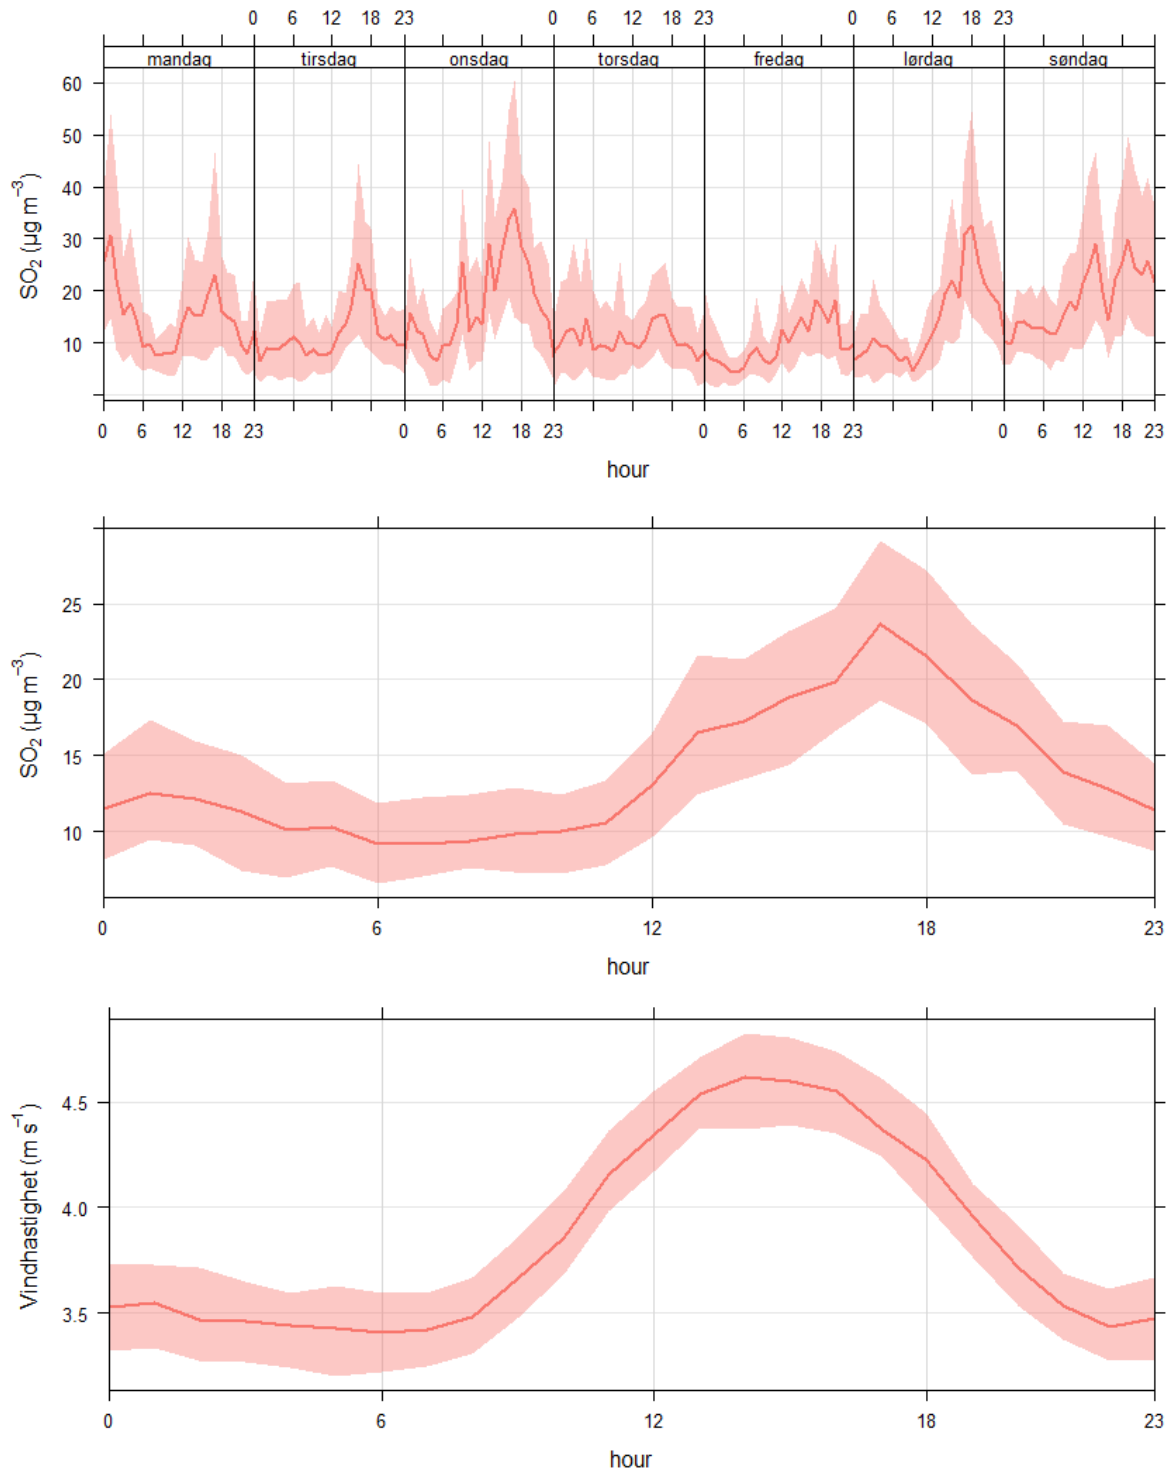 0 6 12 18 23 0 6 12 18 23 0 6 12 18 23
mandag tirsdag onsdag torsdag fredag lørdag søndag
60
50
40
30
20
10
SO₂ (µg m⁻³)
0 6 12 18 23 0 6 12 18 23 0 6 12 18 23 0 6 12 18 23
hour
25
20
15
10
SO₂ (µg m⁻³)
0 6 12 18 23
hour
4.5
4.0
3.5
Vindhastighet (m s⁻¹)
0 6 12 18 23
hour